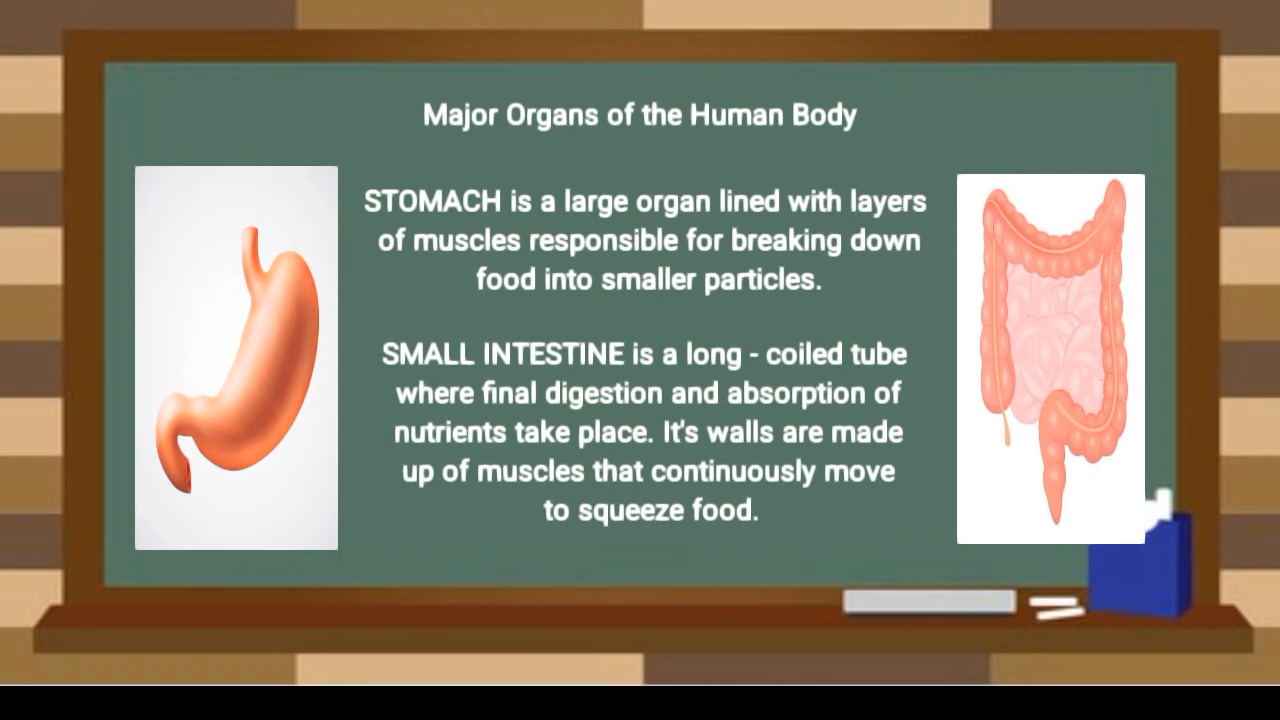 Major Organs of the Human Body
STOMACH is a large organ lined with layers
of muscles responsible for breaking down
food into smaller particles.
SMALL INTESTINE is a long - coiled tube
where final digestion and absorption of
nutrients take place. It's walls are made
up of muscles that continuously move
to squeeze food.